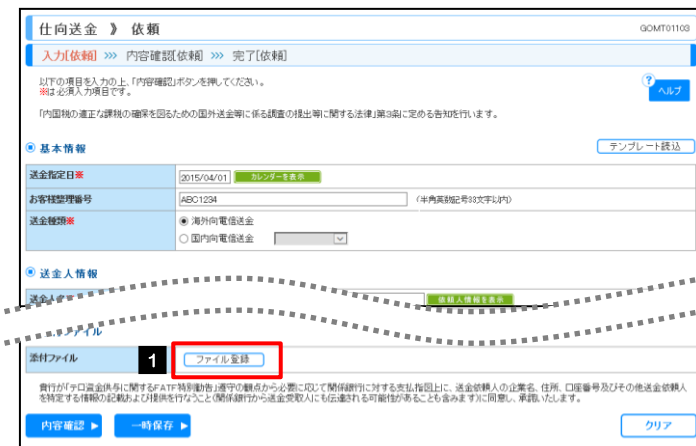 仕向送金 》 依頼
GOMT01103
入力[依頼] >>> 内容確認[依頼] >>> 完了[依頼]
以下の項目を入力の上、「内容確認」ボタンを押してください。
※は必須入力項目です。
? ヘルプ
「内国税の適正な課税の確保を図るための国外送金等に係る調書の提出等に関する法律」第3条に定める告知を行います。
基本情報
テンプレート読込
送金指定日※ 2015/04/01 カレンダーを表示
お客様整理番号 ABC1234 (半角英数記号33文字以内)
送金種類※ 海外向電信送金
国内向電信送金
送金人情報
送金人 依頼人情報を表示
ファイル
添付ファイル 1 ファイル登録
貴行が「テロ資金供与に関するFATF特別勧告」遵守の観点から必要に応じて関係銀行に対する支払指図上に、送金依頼人の企業名、住所、口座番号及びその他送金依頼人
を特定する情報の記載および提供を行なうこと(関係銀行から送金受取人にも伝達される可能性があることも含みます)に同意し、承認いたします。
内容確認 一時保存 クリア